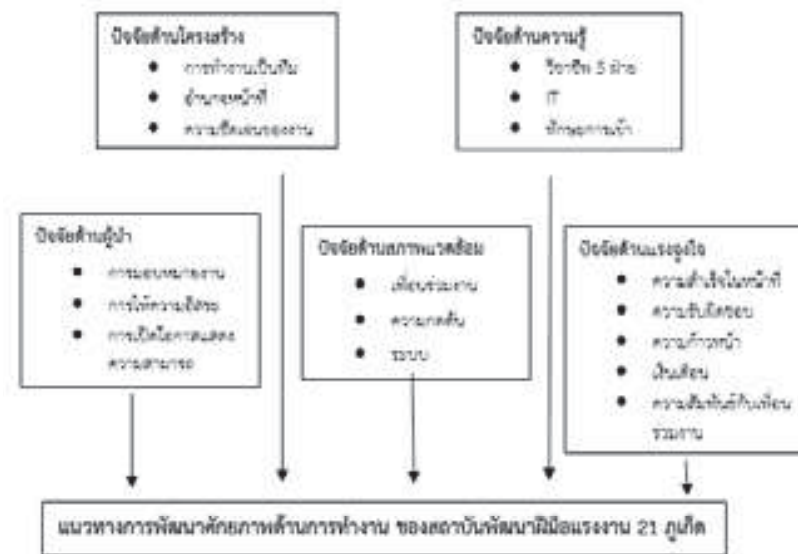 ปัจจัยด้านโครงสร้าง
การทำงานเป็นทีม
อำนาจหน้าที่
ความชัดเจนของงาน
ปัจจัยด้านความรู้
วิชาชีพ 5 ฝ่าย
IT
ทักษะการเข้า
ปัจจัยด้านผู้นำ
การมอบหมายงาน
การให้ความอิสระ
การเปิดโอกาสแสดง
ความสามารถ
ปัจจัยด้านสภาพแวดล้อม
เพื่อนร่วมงาน
ความกดดัน
ระบบ
ปัจจัยด้านแรงจูงใจ
ความสำเร็จในหน้าที่
ความรับผิดชอบ
ความก้าวหน้า
เงินเดือน
ความสัมพันธ์กับเพื่อน
รวมงาน
แนวทางการพัฒนาศักยภาพด้านการทำงาน ของสถาบันพัฒนาฝีมือแรงงาน 21 ภูเก็ต